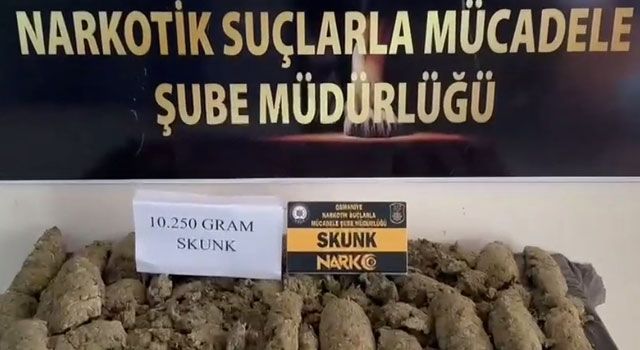 NARKOTİK SUÇLARLA MÜCADELE
ŞUBE MÜDÜRLÜĞÜ
10.250 GRAM
SKUNK
OSMANİYE
NARKOTİK SUÇLARLA
MÜCADELE ŞUBE MÜDÜRLÜĞÜ
SKUNK
NARKO